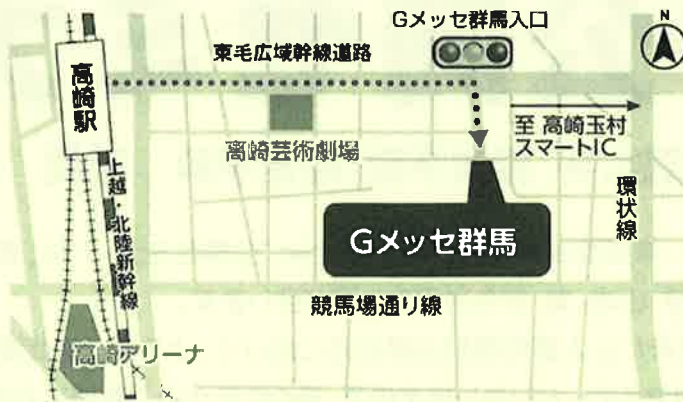 Gメッセ群馬入口
N
東毛広域幹線道路
高崎駅
高崎芸術劇場
至 高崎玉村
スマートIC
上越・北陸新幹線
環状線
Gメッセ群馬
競馬場通り線
高崎アリーナ